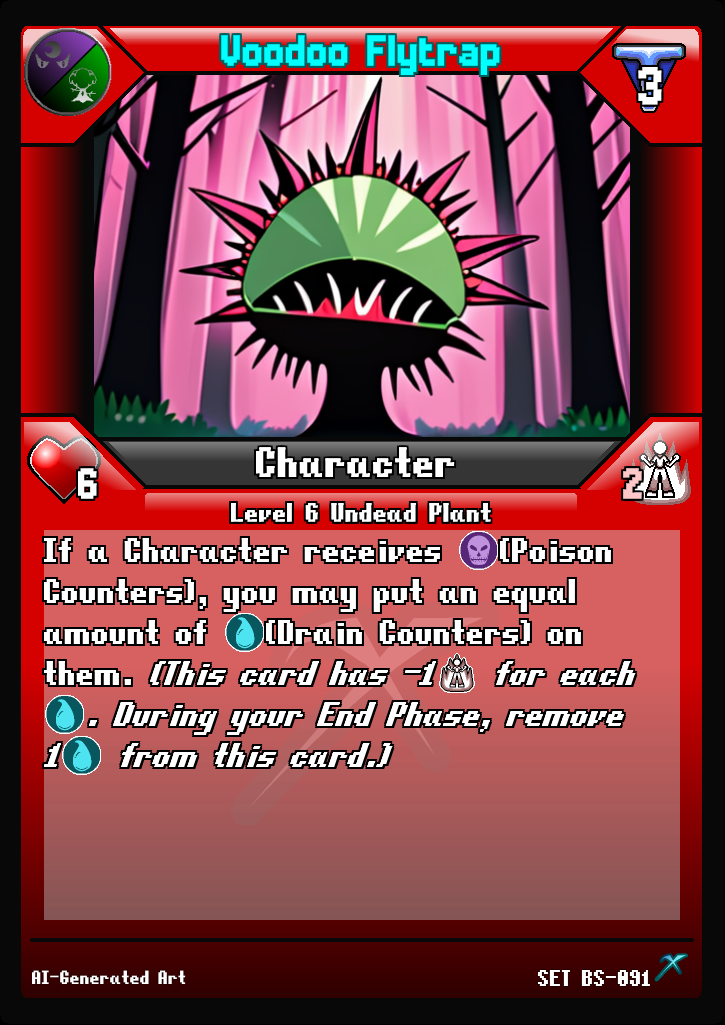 Voodoo Flytrap
3
Character
6
2
Level 6 Undead Plant
If a Character receives (Poison
Counters), you may put an equal
amount of (Drain Counters) on
them. (This card has -1 for each
. During your End Phase, remove
1 from this card.)
AI-Generated Art
SET BS-091